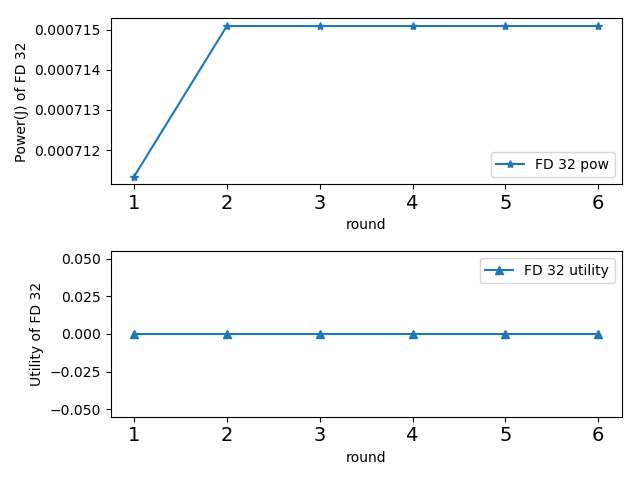 Power(J) of FD 32
0.000715
0.000714
0.000713
0.000712
FD 32 pow
1 2 3 4 5 6
round
Utility of FD 32
0.050
0.025
0.000
−0.025
−0.050
FD 32 utility
1 2 3 4 5 6
round